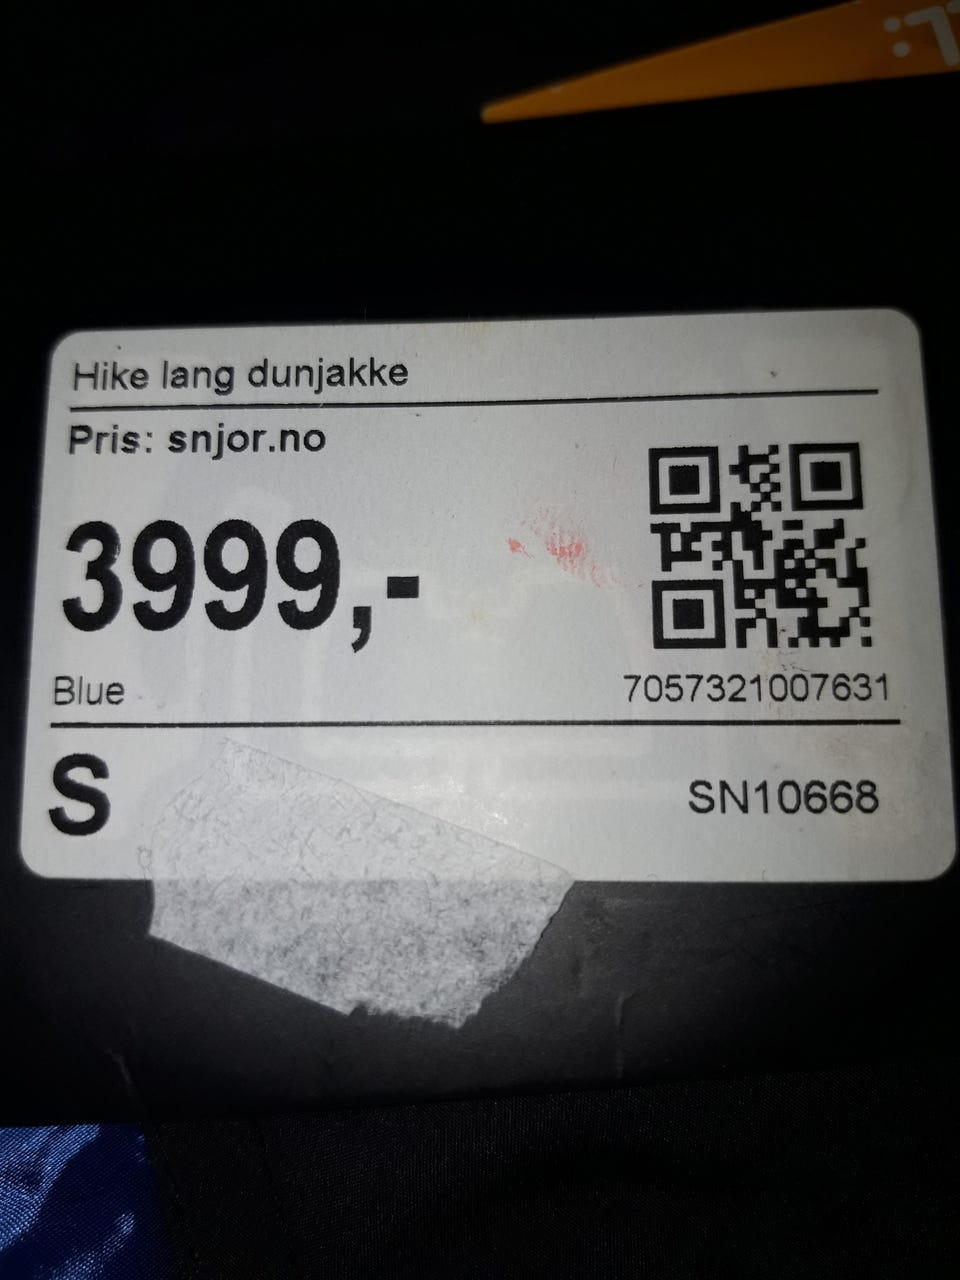 Hike lang dunjakke
Pris: snjor.no
3999,-
Blue
7057321007631
S
SN10668